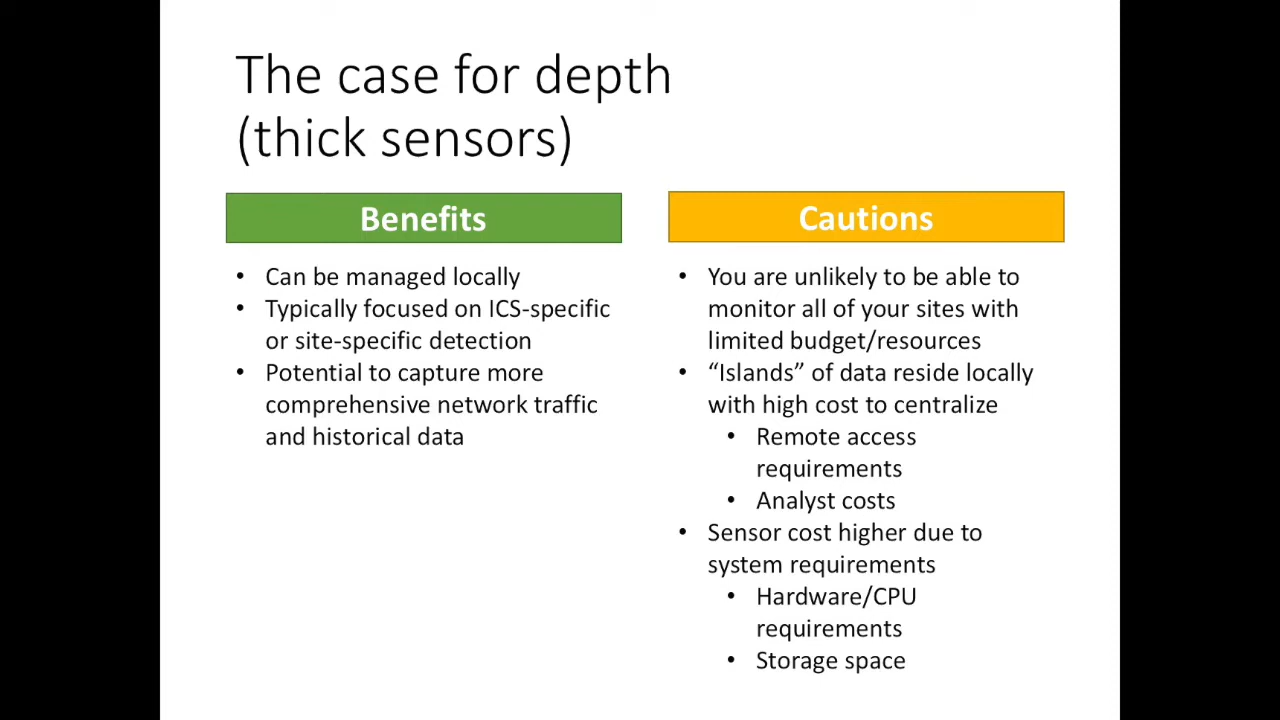 The case for depth
(thick sensors)
Benefits
• Can be managed locally
• Typically focused on ICS-specific
or site-specific detection
• Potential to capture more
comprehensive network traffic
and historical data
Cautions
• You are unlikely to be able to
monitor all of your sites with
limited budget/resources
• “Islands” of data reside locally
with high cost to centralize
• Remote access
requirements
• Analyst costs
• Sensor cost higher due to
system requirements
• Hardware/CPU
requirements
• Storage space